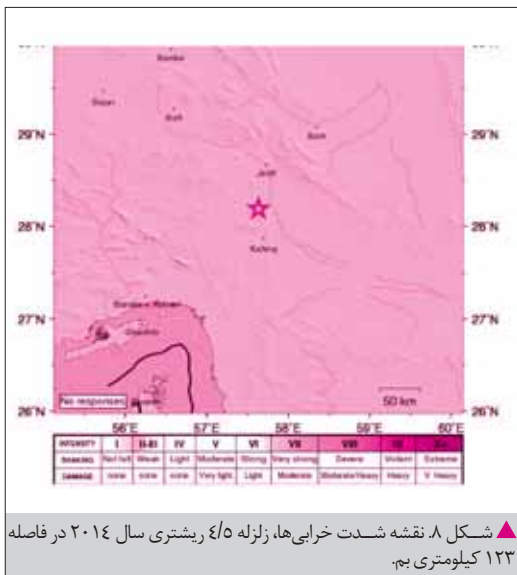 29°N
29°N
Baft
Bam
Jiroft
28°N
28°N
Kahnuj
27°N
27°N
No responses
50 km
26°N
26°N
56°E
57°E
58°E
59°E
60°E
INTENSITY I II-III IV V VI VII VIII
SHAKING Not felt Weak Light Moderate Strong Very strong Severe Violent Extreme
DAMAGE none none none Very light Light Moderate Moderate/Heavy Heavy V. Heavy
شکل ۸. نقشه شدت خرابی‌ها، زلزله ۴/۵ ریشتری سال ۲۰۱۴ در فاصله
۱۲۳ کیلومتری بم.